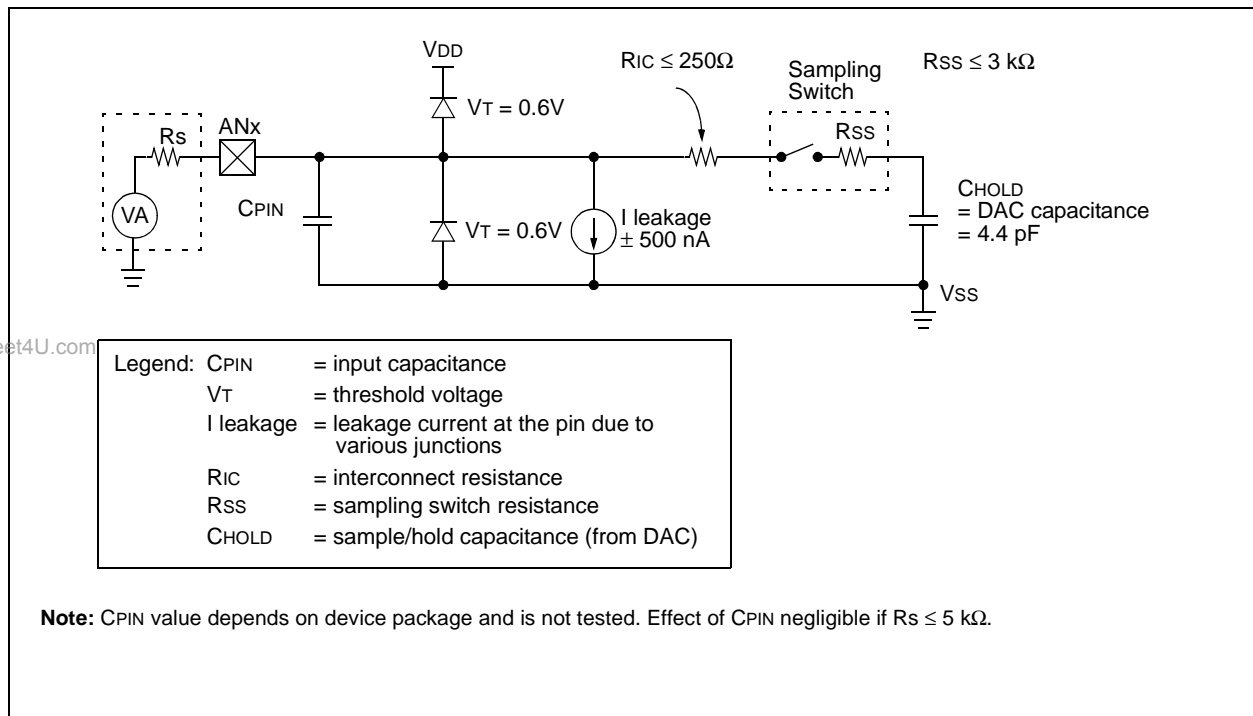 VDD
RIC ≤ 250Ω
Sampling
Switch
RSS ≤ 3 kΩ
VT = 0.6V
Rs
ANx
RSS
VA
CPIN
VT = 0.6V
I leakage
± 500 nA
CHOLD
= DAC capacitance
= 4.4 pF
VSS
eet4U.com
Legend: CPIN = input capacitance
VT = threshold voltage
I leakage = leakage current at the pin due to
various junctions
RIC = interconnect resistance
RSS = sampling switch resistance
CHOLD = sample/hold capacitance (from DAC)
Note: CPIN value depends on device package and is not tested. Effect of CPIN negligible if Rs ≤ 5 kΩ.